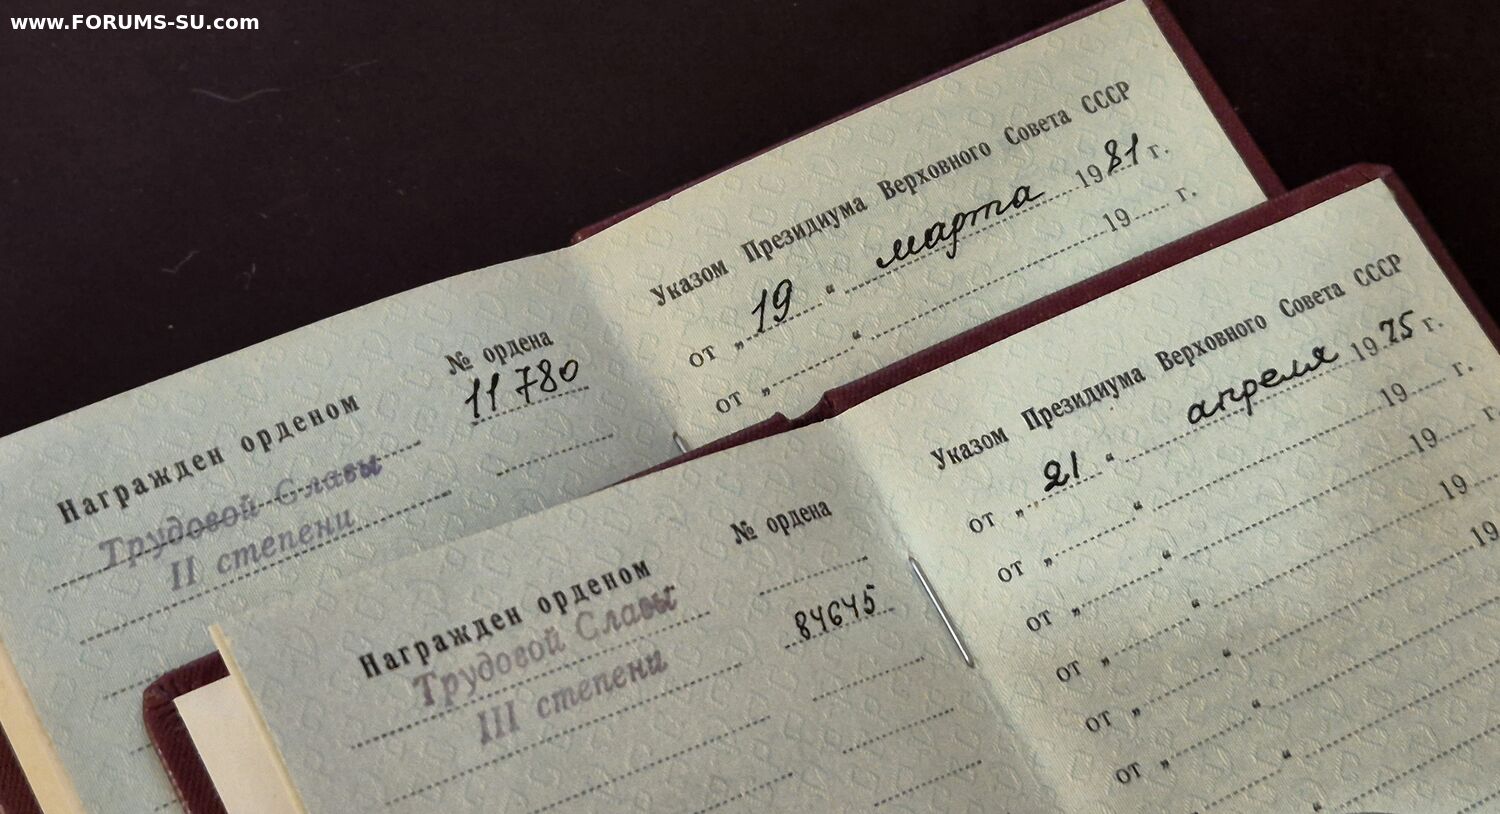 www.FORUMS-SU.com
Указом Президиума Верховного Совета СССР
от „ 19 “ марта 1981 г.
от „ “ 19 г.
№ ордена
11780
Награжден орденом
Трудовой Славы
II степени
Указом Президиума Верховного Совета СССР
от „ 21 “ апреля 1975 г.
от „ “ 19 г.
от „ “ 19 г.
от „ “ 19
от „ “ 19
от „ “
от „ “
№ ордена
84645
Награжден орденом
Трудовой Славы
III степени